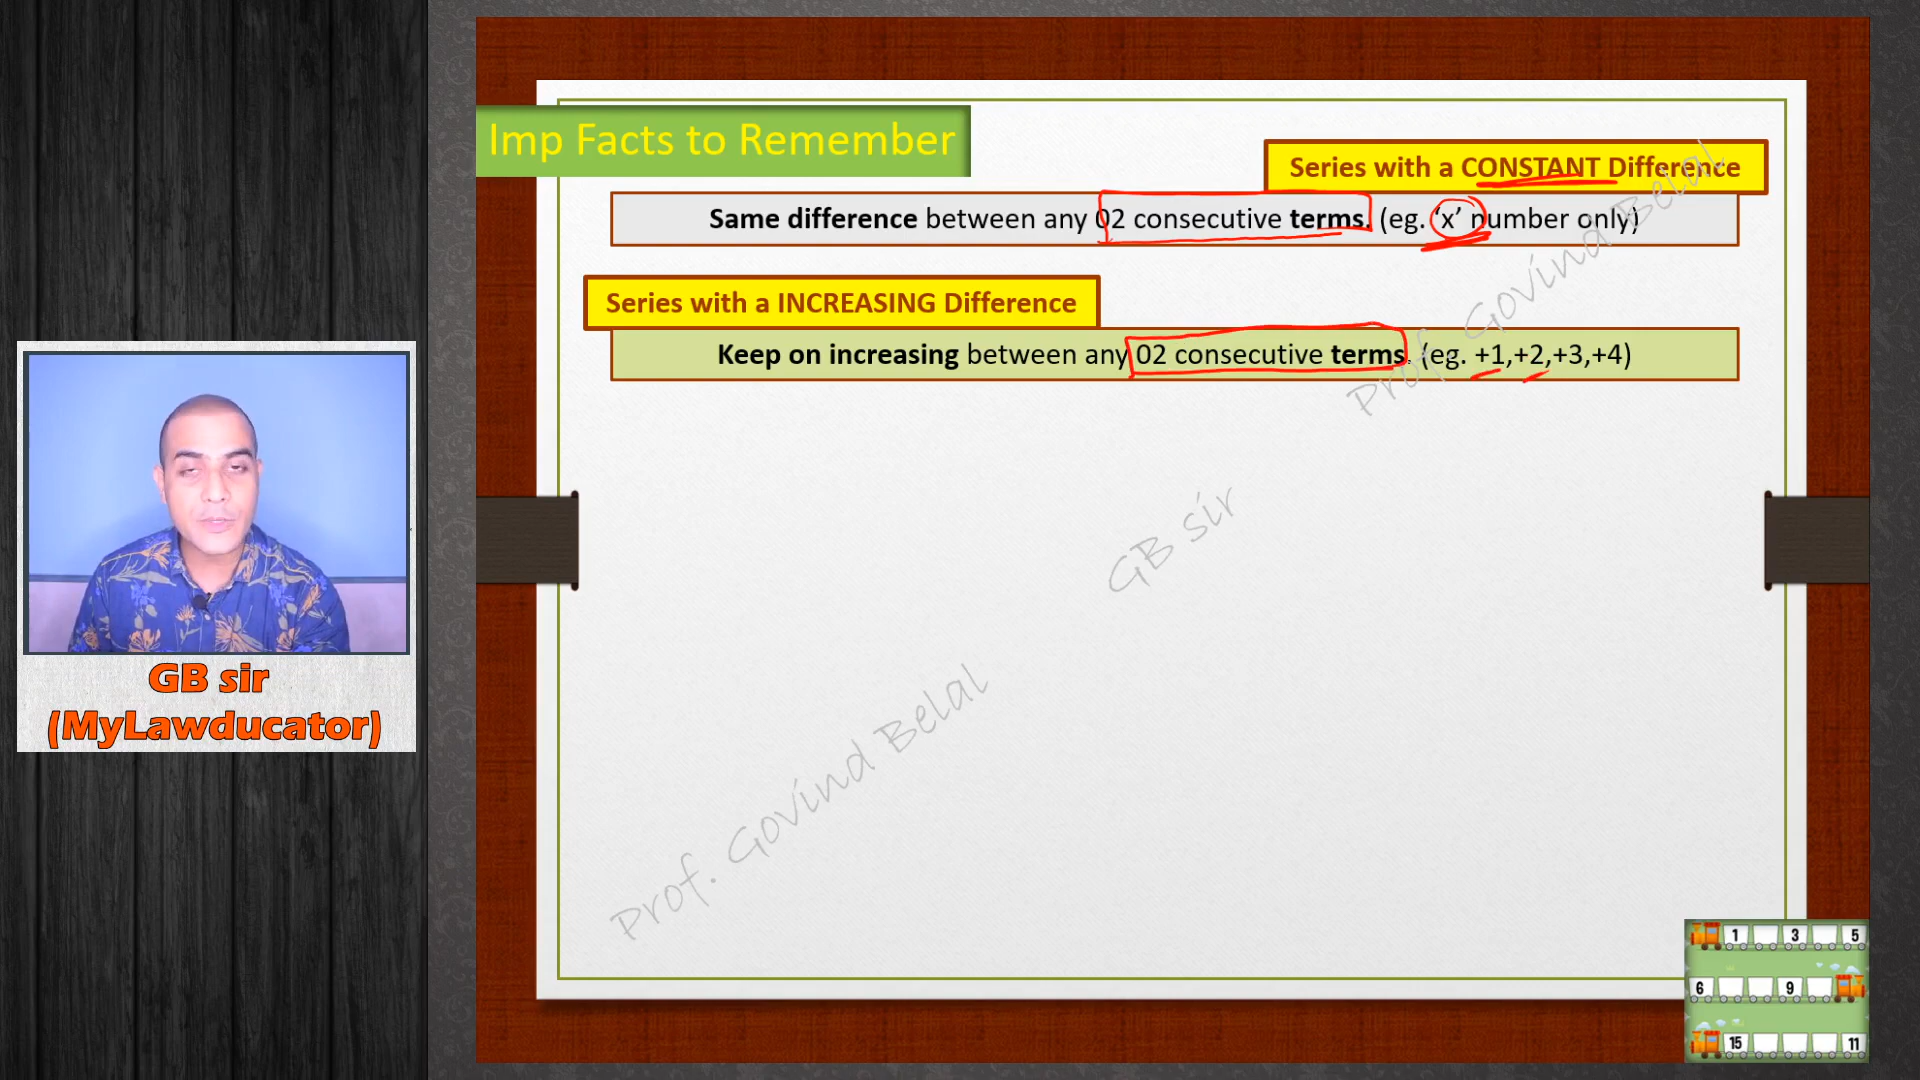 Imp Facts to Remember
Series with a CONSTANT Difference
Same difference between any 02 consecutive terms. (eg. ‘x’ number only)
Series with a INCREASING Difference
Keep on increasing between any 02 consecutive terms. (eg. +1,+2,+3,+4)
Prof. Govind Belal
GB sir
Prof. Govind Belal
GB sir
(MyLawducator)
1 3 5
6 9
15 11